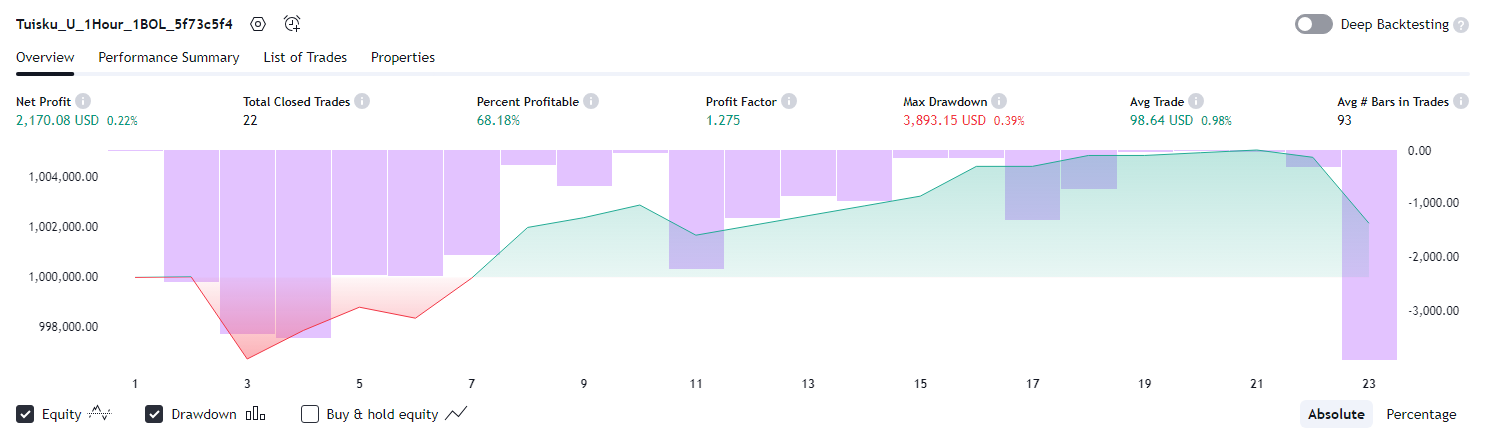 Tuisku_U_1Hour_1BOL_5f73c5f4 Deep Backtesting ?
Overview Performance Summary List of Trades Properties
Net Profit i Total Closed Trades i Percent Profitable i Profit Factor i Max Drawdown i Avg Trade i Avg # Bars in Trades i
2,170.08 USD 0.22% 22 68.18% 1.275 3,893.15 USD 0.39% 98.64 USD 0.98% 93
0.00
1,004,000.00
-1,000.00
1,002,000.00
-2,000.00
1,000,000.00
-3,000.00
998,000.00
1 3 5 7 9 11 13 15 17 19 21 23
Equity Drawdown Buy & hold equity Absolute Percentage